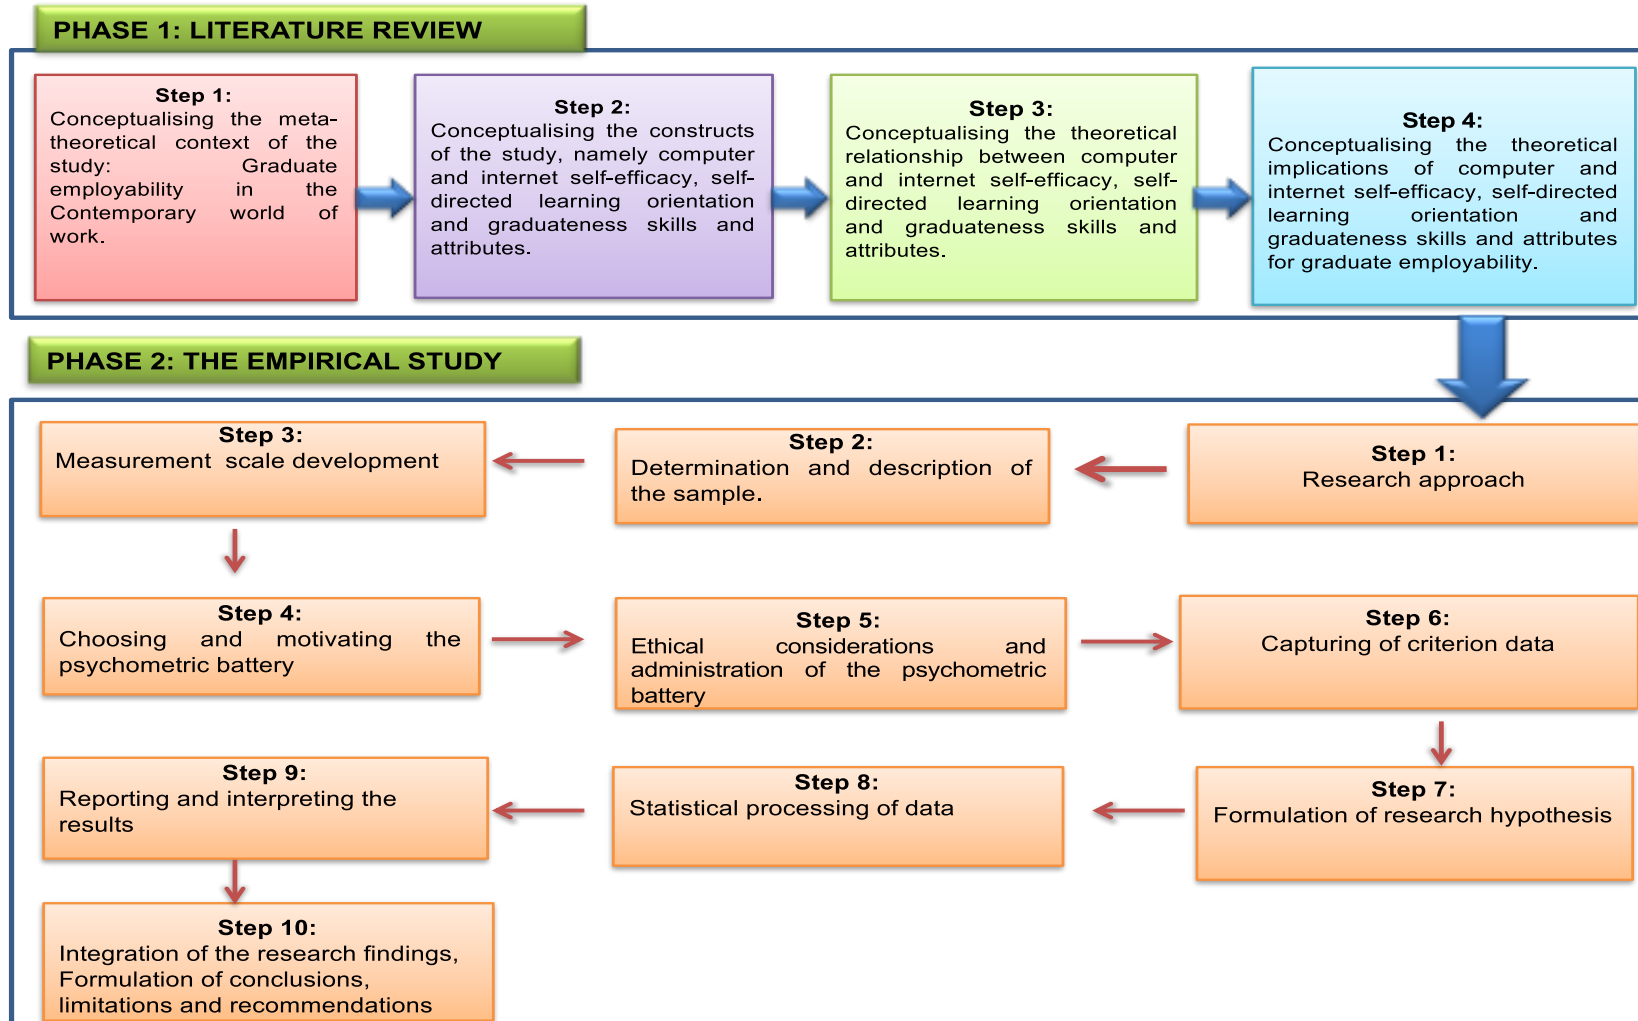 PHASE 1: LITERATURE REVIEW
Step 1:
Conceptualising the meta-
theoretical context of the
study: Graduate
employability in the
Contemporary world of
work.
Step 2:
Conceptualising the constructs
of the study, namely computer
and internet self-efficacy, self-
directed learning orientation
and graduateness skills and
attributes.
Step 3:
Conceptualising the theoretical
relationship between computer
and internet self-efficacy, self-
directed learning orientation
and graduateness skills and
attributes.
Step 4:
Conceptualising the theoretical
implications of computer and
internet self-efficacy, self-directed
learning orientation and
graduateness skills and attributes
for graduate employability.
PHASE 2: THE EMPIRICAL STUDY
Step 1:
Research approach
Step 2:
Determination and description of
the sample.
Step 3:
Measurement scale development
Step 4:
Choosing and motivating the
psychometric battery
Step 5:
Ethical considerations and
administration of the psychometric
battery
Step 6:
Capturing of criterion data
Step 7:
Formulation of research hypothesis
Step 8:
Statistical processing of data
Step 9:
Reporting and interpreting the
results
Step 10:
Integration of the research findings,
Formulation of conclusions,
limitations and recommendations